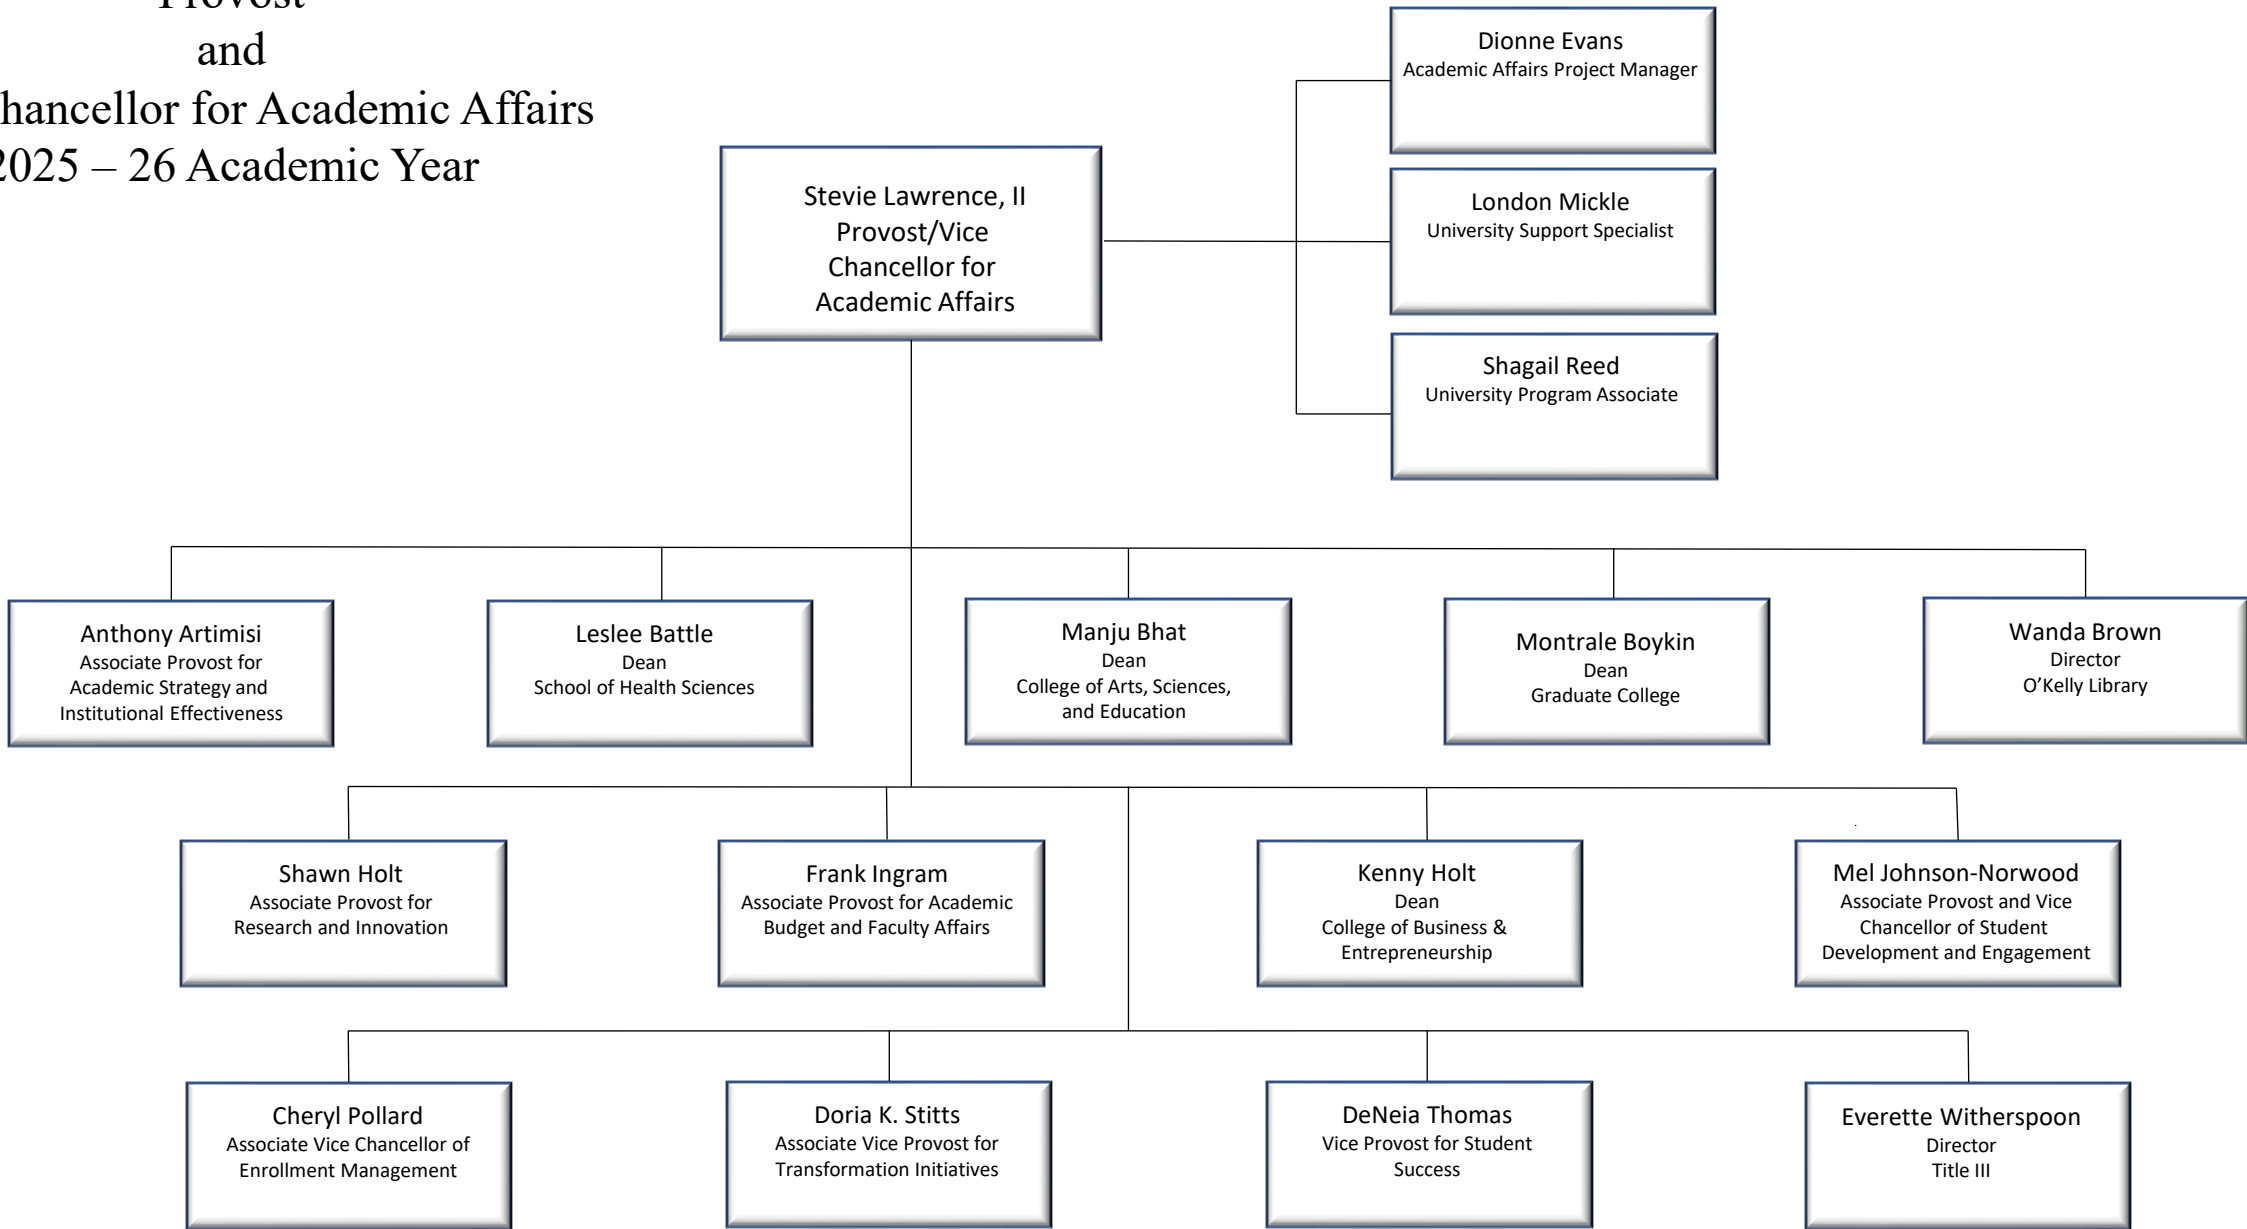 Provost
and
hancellor for Academic Affairs
2025 – 26 Academic Year
Dionne Evans
Academic Affairs Project Manager
Stevie Lawrence, II
Provost/Vice
Chancellor for
Academic Affairs
London Mickle
University Support Specialist
Shagail Reed
University Program Associate
Anthony Artimisi
Associate Provost for
Academic Strategy and
Institutional Effectiveness
Leslee Battle
Dean
School of Health Sciences
Manju Bhat
Dean
College of Arts, Sciences,
and Education
Montrale Boykin
Dean
Graduate College
Wanda Brown
Director
O’Kelly Library
Shawn Holt
Associate Provost for
Research and Innovation
Frank Ingram
Associate Provost for Academic
Budget and Faculty Affairs
Kenny Holt
Dean
College of Business &
Entrepreneurship
Mel Johnson-Norwood
Associate Provost and Vice
Chancellor of Student
Development and Engagement
Cheryl Pollard
Associate Vice Chancellor of
Enrollment Management
Doria K. Stitts
Associate Vice Provost for
Transformation Initiatives
DeNeia Thomas
Vice Provost for Student
Success
Everette Witherspoon
Director
Title III